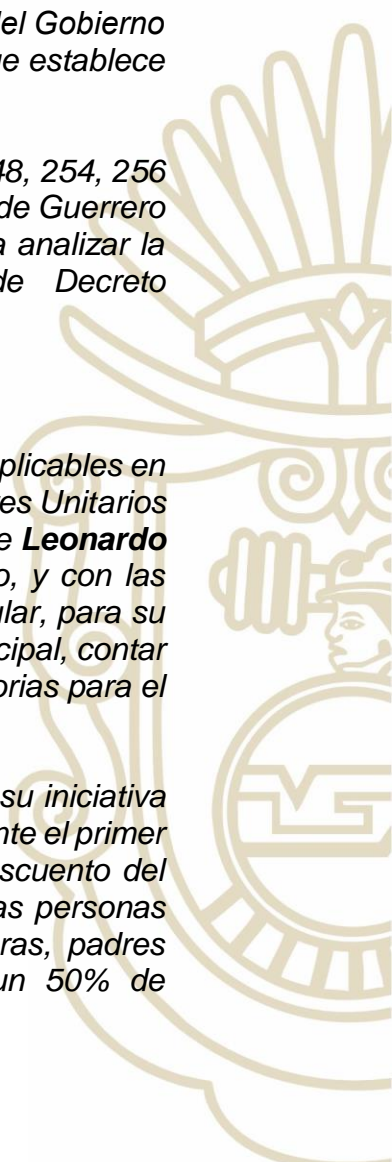 del Gobierno
ue establece
48, 254, 256
de Guerrero
a analizar la
de Decreto
plicables en
es Unitarios
e Leonardo
o, y con las
ular, para su
cipal, contar
orias para el
su iniciativa
nte el primer
scuento del
as personas
ras, padres
un 50% de